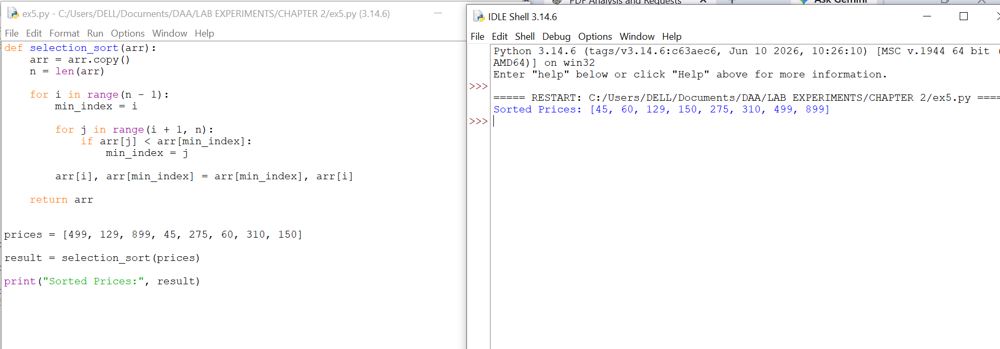 PDF Analysis and Requests
Ask Gemini
ex5.py - C:/Users/DELL/Documents/DAA/LAB EXPERIMENTS/CHAPTER 2/ex5.py (3.14.6)
File Edit Format Run Options Window Help
def selection_sort(arr):
    arr = arr.copy()
    n = len(arr)
    for i in range(n - 1):
        min_index = i
        for j in range(i + 1, n):
            if arr[j] < arr[min_index]:
                min_index = j
        arr[i], arr[min_index] = arr[min_index], arr[i]
    return arr
prices = [499, 129, 899, 45, 275, 60, 310, 150]
result = selection_sort(prices)
print("Sorted Prices:", result)
IDLE Shell 3.14.6
File Edit Shell Debug Options Window Help
Python 3.14.6 (tags/v3.14.6:c63aec6, Jun 10 2026, 10:26:10) [MSC v.1944 64 bit (
AMD64)] on win32
Enter "help" below or click "Help" above for more information.
>>>
===== RESTART: C:/Users/DELL/Documents/DAA/LAB EXPERIMENTS/CHAPTER 2/ex5.py ====
Sorted Prices: [45, 60, 129, 150, 275, 310, 499, 899]
>>>